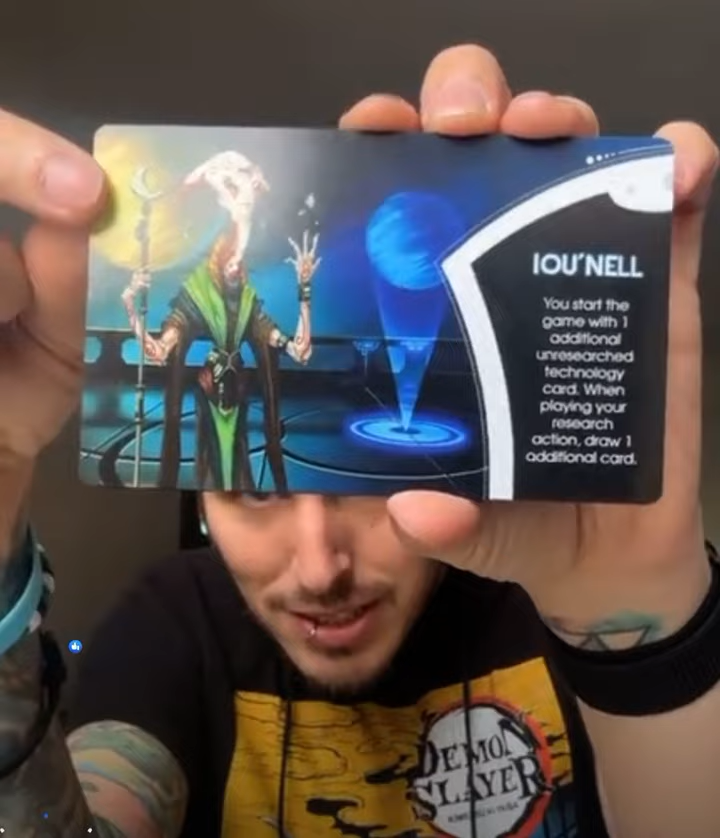 IOU'NELL
You start the
game with 1
additional
unresearched
technology
card. When
playing your
research
action, draw 1
additional card.
DEMON
SLAYER